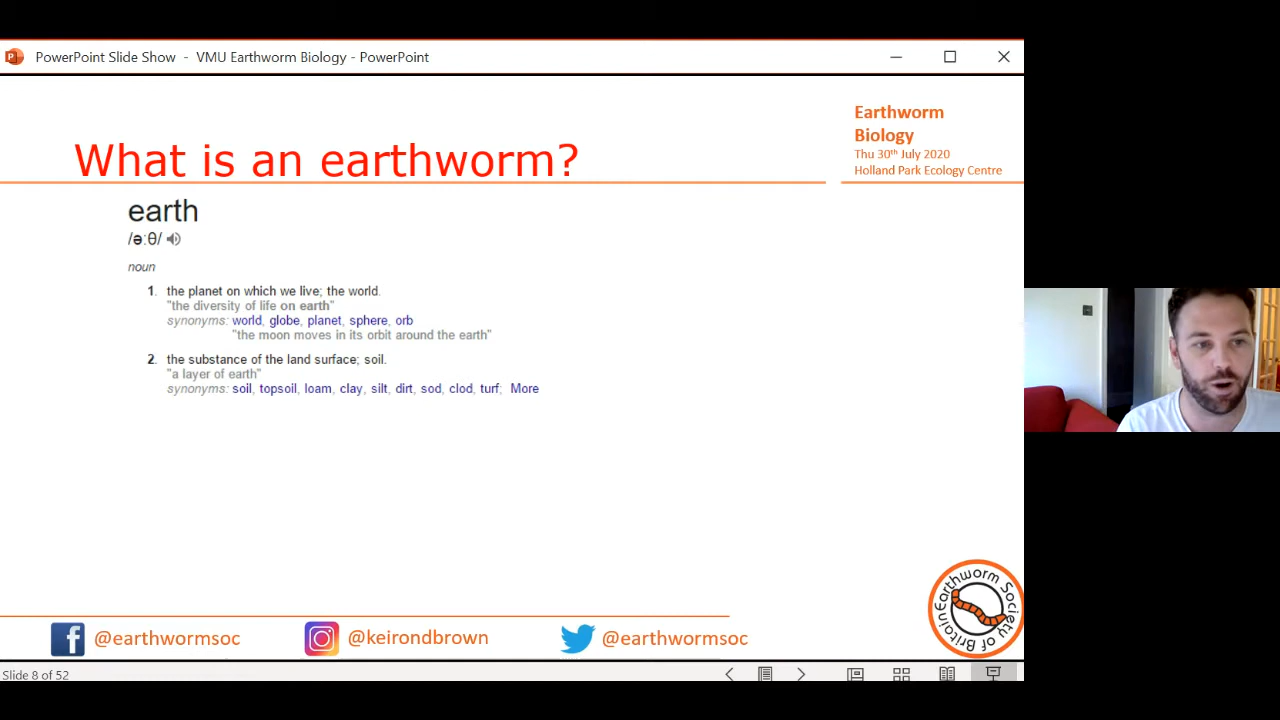 PowerPoint Slide Show - VMU Earthworm Biology - PowerPoint
Earthworm
Biology
Thu 30th July 2020
Holland Park Ecology Centre
What is an earthworm?
earth
/əːθ/
noun
1. the planet on which we live; the world.
"the diversity of life on earth"
synonyms: world, globe, planet, sphere, orb
"the moon moves in its orbit around the earth"
2. the substance of the land surface; soil.
"a layer of earth"
synonyms: soil, topsoil, loam, clay, silt, dirt, sod, clod, turf; More
Earthworm Society of Britain
@earthwormsoc
@keirondbrown
@earthwormsoc
Slide 8 of 52